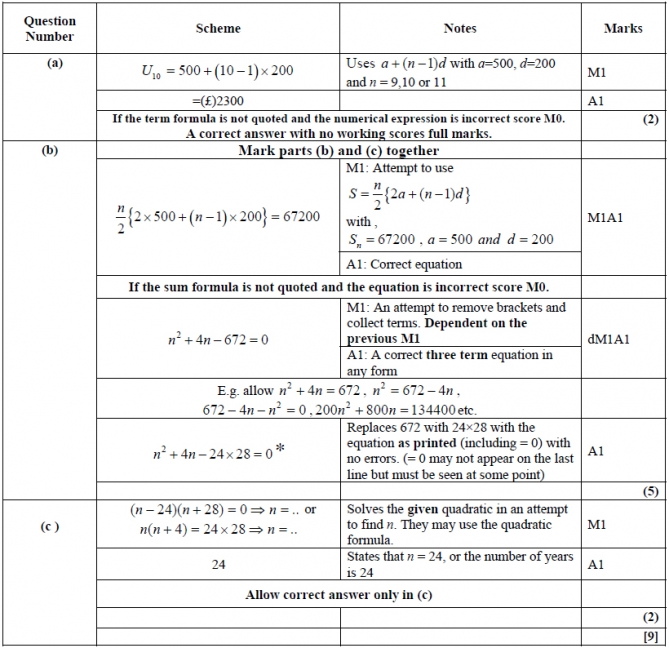 Question Number Scheme Notes Marks
(a) U₁₀ = 500 + (10 − 1) × 200 Uses a + (n − 1)d with a=500, d=200 and n = 9,10 or 11 M1
=(£)2300 A1
If the term formula is not quoted and the numerical expression is incorrect score M0.
A correct answer with no working scores full marks. (2)
(b) Mark parts (b) and (c) together
n/2 {2 × 500 + (n − 1) × 200} = 67200
M1: Attempt to use
S = n/2 {2a + (n − 1)d}
with ,
Sₙ = 67200 , a = 500 and d = 200
M1A1
A1: Correct equation
If the sum formula is not quoted and the equation is incorrect score M0.
n² + 4n − 672 = 0
M1: An attempt to remove brackets and
collect terms. Dependent on the
previous M1
dM1A1
A1: A correct three term equation in
any form
E.g. allow n² + 4n = 672 , n² = 672 − 4n ,
672 − 4n − n² = 0 , 200n² + 800n = 134400 etc.
n² + 4n − 24 × 28 = 0 *
Replaces 672 with 24×28 with the
equation as printed (including = 0) with
no errors. (= 0 may not appear on the last
line but must be seen at some point)
A1
(5)
(c ) (n − 24)(n + 28) = 0 ⇒ n = .. or
n(n + 4) = 24 × 28 ⇒ n = ..
Solves the given quadratic in an attempt
to find n. They may use the quadratic
formula.
M1
24
States that n = 24, or the number of years
is 24
A1
Allow correct answer only in (c)
(2)
[9]